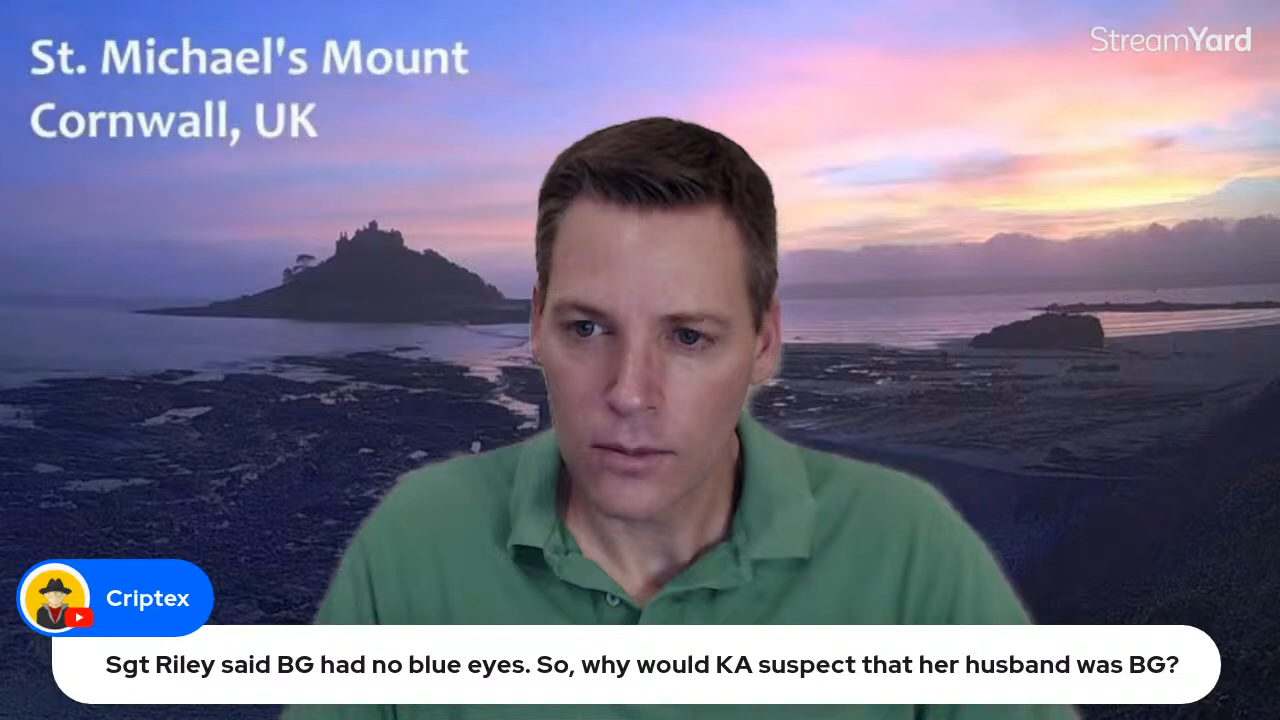 St. Michael's Mount
Cornwall, UK
StreamYard
Criptex
Sgt Riley said BG had no blue eyes. So, why would KA suspect that her husband was BG?